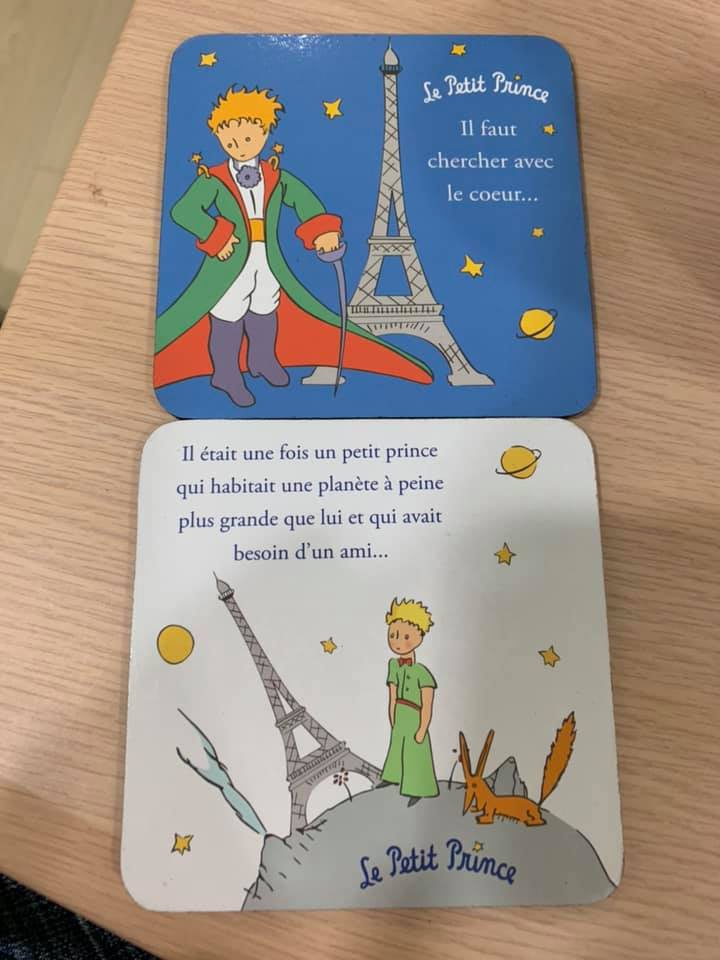 Le Petit Prince
Il faut
chercher avec
le coeur...
Il était une fois un petit prince
qui habitait une planète à peine
plus grande que lui et qui avait
besoin d'un ami...
Le Petit Prince